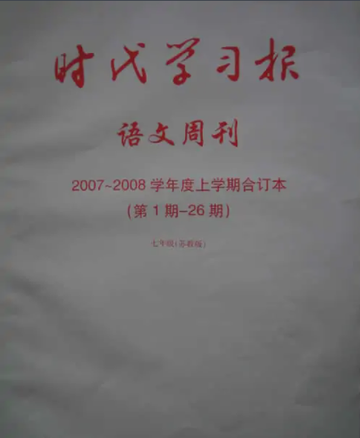 时代学习报
语文周刊
2007~2008 学年度上学期合订本
(第 1 期-26 期)
七年级(苏教版)